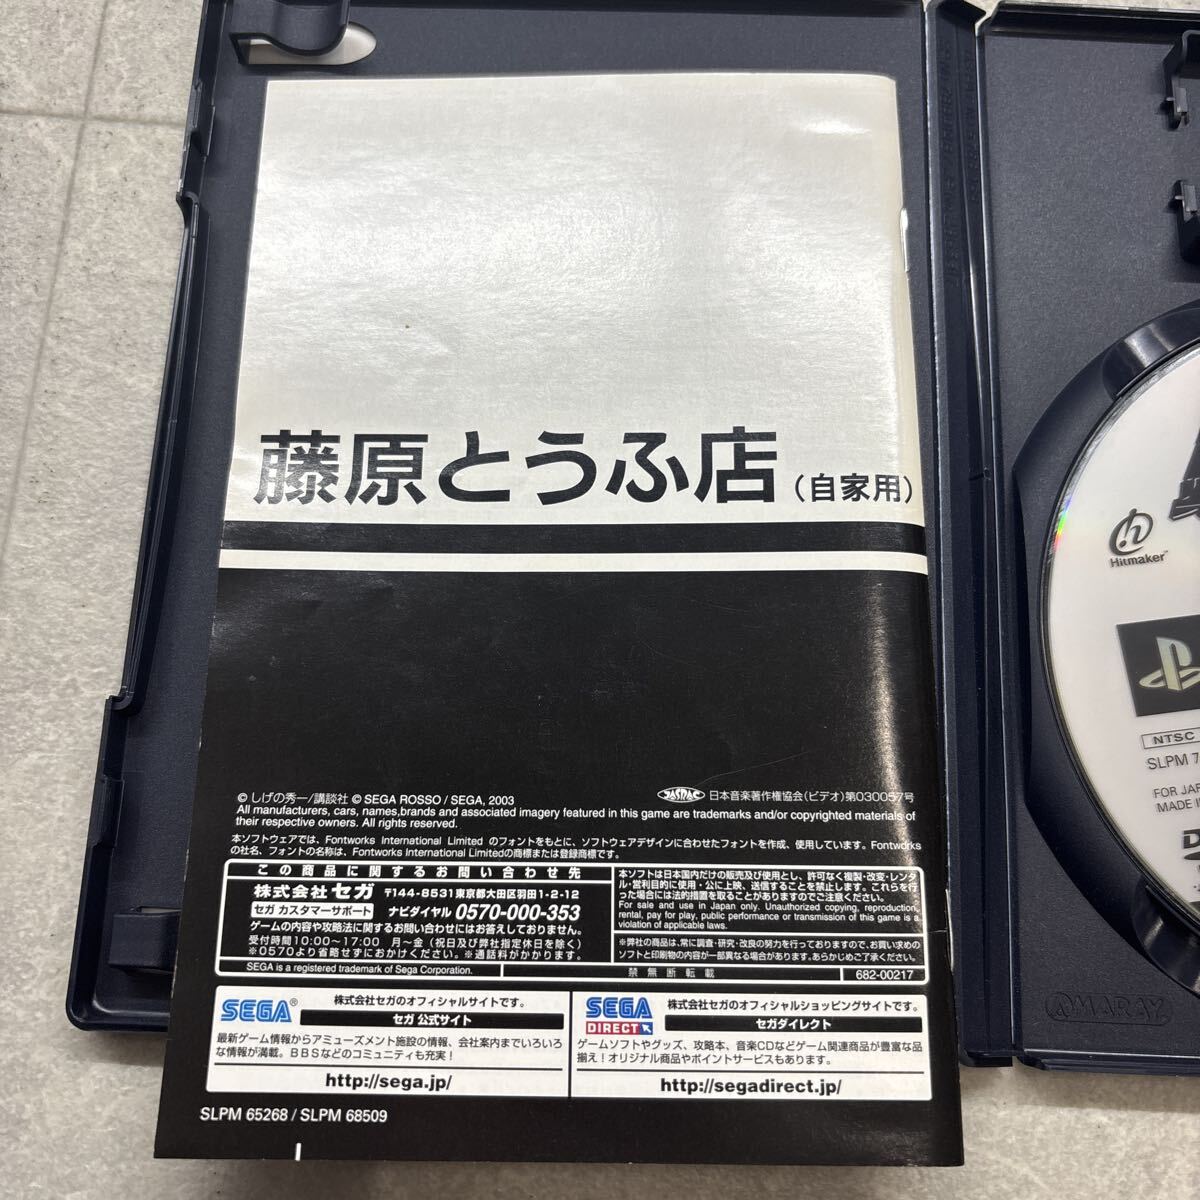 藤原とうふ店(自家用)
© しげの秀一/講談社 © SEGA ROSSO / SEGA, 2003
JASRAC 日本音楽著作権協会(ビデオ)第030057号
All manufacturers, cars, names,brands and associated imagery featured in this game are trademarks and/or copyrighted materials of
their respective owners. All rights reserved.
本ソフトウェアでは、Fontworks International Limited のフォントをもとに、ソフトウェアデザインに合わせたフォントを作成、使用しています。Fontworks
の社名、フォントの名称は、Fontworks International Limitedの商標または登録商標です。
この商品に関するお問い合わせ先
株式会社セガ 〒144-8531東京都大田区羽田1-2-12
セガ カスタマーサポート ナビダイヤル 0570-000-353
ゲームの内容や攻略法に関するお問い合わせにはお答えしておりません。
受付時間10:00~17:00 月~金(祝日及び弊社指定休日を除く)
※0570より省略せずにおかけください。※通話料がかかります。
本ソフトは日本国内だけの販売及び使用とし、許可なく複製・改変・レンタ
ル・営利目的に使用・公に上映、送信することを禁止します。これらを行
った場合には法的措置を取ることがありますのでご注意ください。
For sale and use in Japan only. Unauthorized copying, reproduction,
rental, pay for play, public performance or transmission of this game is a
violation of applicable laws.
※弊社の商品は、常に調査・研究・改良の努力を行っておりますので、お買い求めの
ソフトと印刷物の内容が一部異なる場合があります。あらかじめご了承ください。
SEGA is a registered trademark of Sega Corporation.
禁無断転載
682-00217
SEGA®
株式会社セガのオフィシャルサイトです。
セガ 公式サイト
最新ゲーム情報からアミューズメント施設の情報、会社案内までいろいろ
な情報が満載。BBSなどのコミュニティも充実!
http://sega.jp/
SEGA
DIRECT
株式会社セガのオフィシャルショッピングサイトです。
セガダイレクト
ゲームソフトやグッズ、攻略本、音楽CDなどゲーム関連商品が豊富な品
揃え!オリジナル商品やポイントサービスもあります。
http://segadirect.jp/
SLPM 65268 / SLPM 68509
h
Hitmaker™
NTSC
SLPM
FOR
MADE
AMARAY